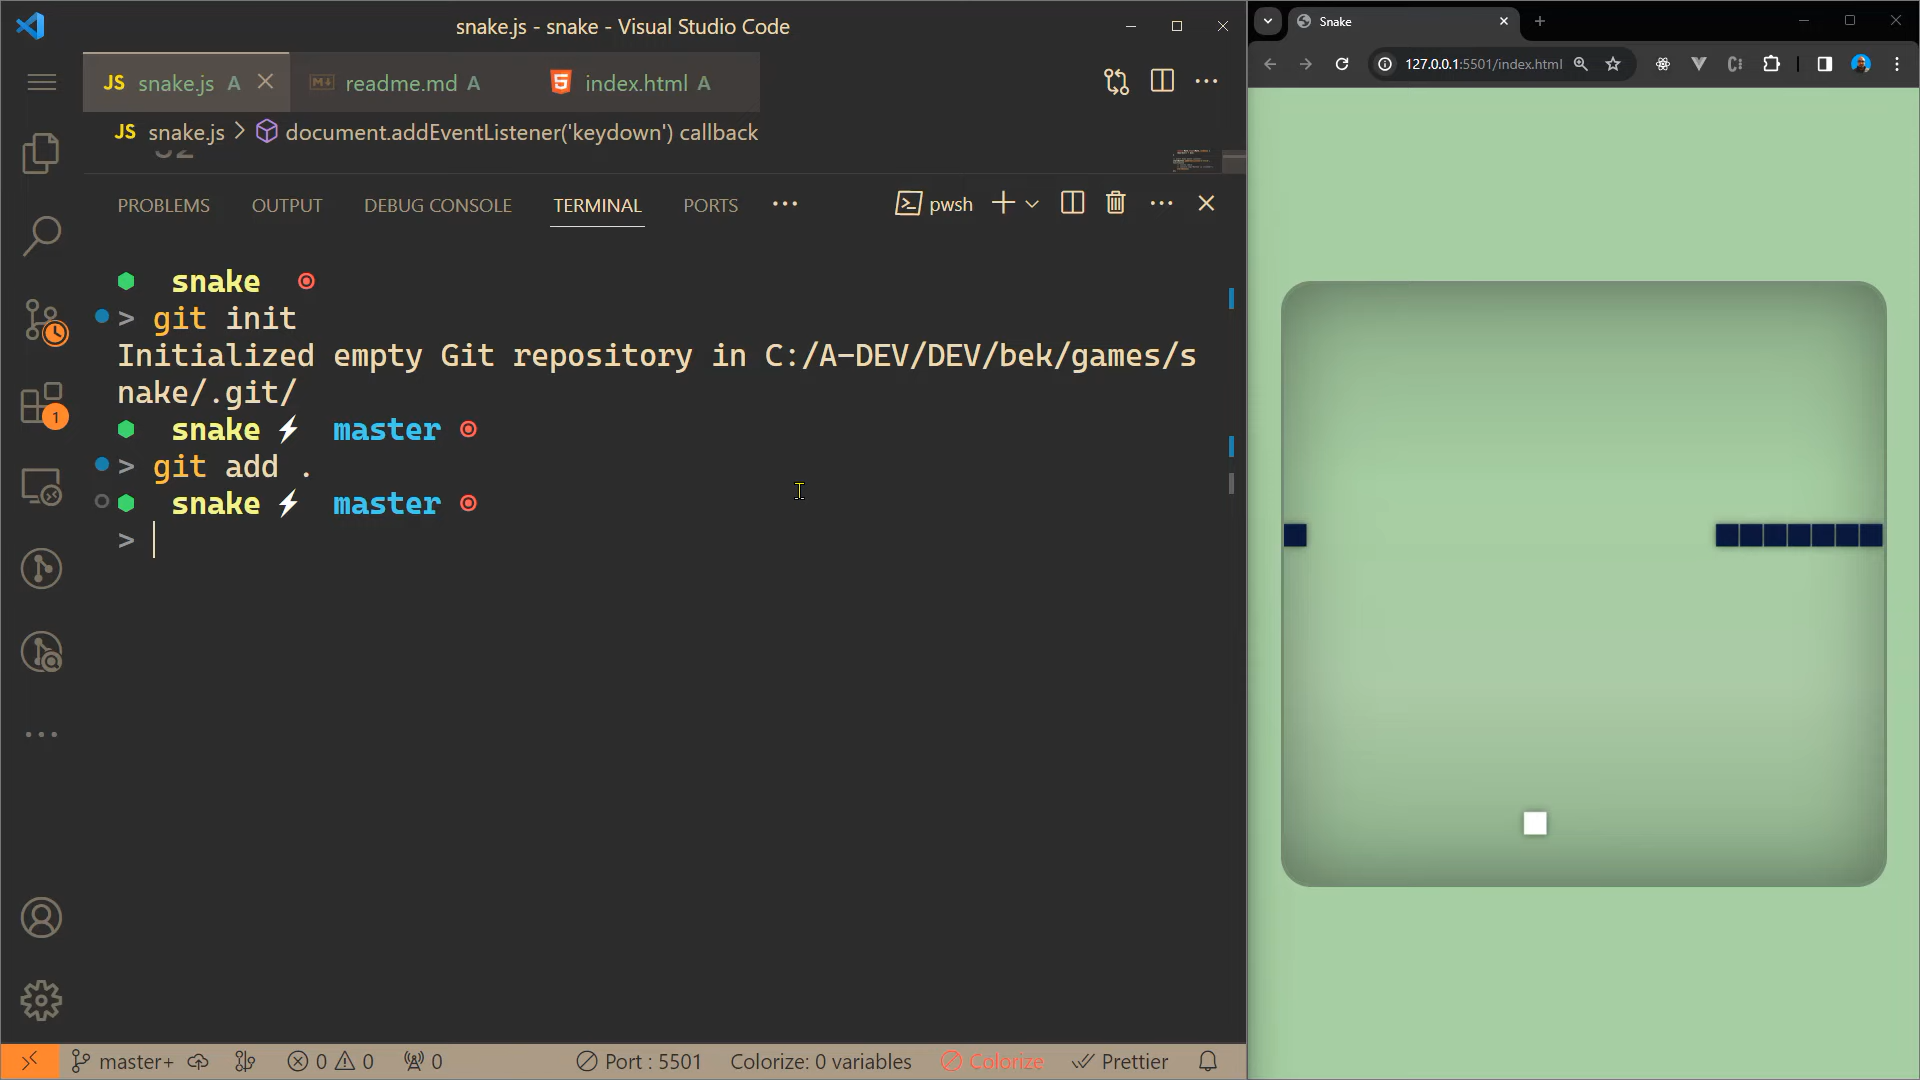 snake.js - snake - Visual Studio Code
JS snake.js A
readme.md A
index.html A
JS snake.js > document.addEventListener('keydown') callback
PROBLEMS OUTPUT DEBUG CONSOLE TERMINAL PORTS
pwsh
snake
> git init
Initialized empty Git repository in C:/A-DEV/DEV/bek/games/s
nake/.git/
snake ⚡ master
> git add .
snake ⚡ master
>
1
master+ 0 0 0 Port : 5501 Colorize: 0 variables Colorize Prettier
Snake
127.0.0.1:5501/index.html